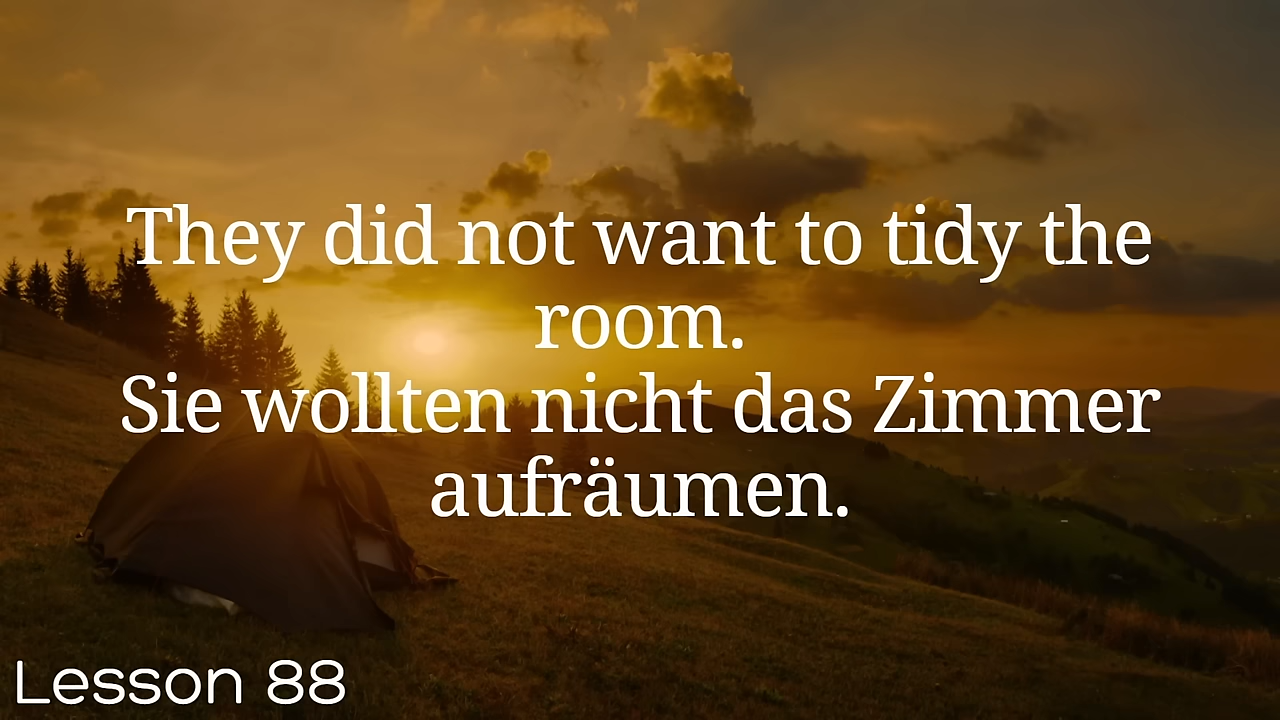 They did not want to tidy the
room.
Sie wollten nicht das Zimmer
aufräumen.
Lesson 88